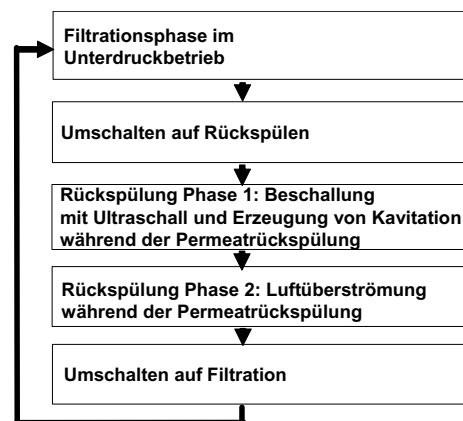 Filtrationsphase im
Unterdruckbetrieb
Umschalten auf Rückspülen
Rückspülung Phase 1: Beschallung
mit Ultraschall und Erzeugung von Kavitation
während der Permeatrückspülung
Rückspülung Phase 2: Luftüberströmung
während der Permeatrückspülung
Umschalten auf Filtration